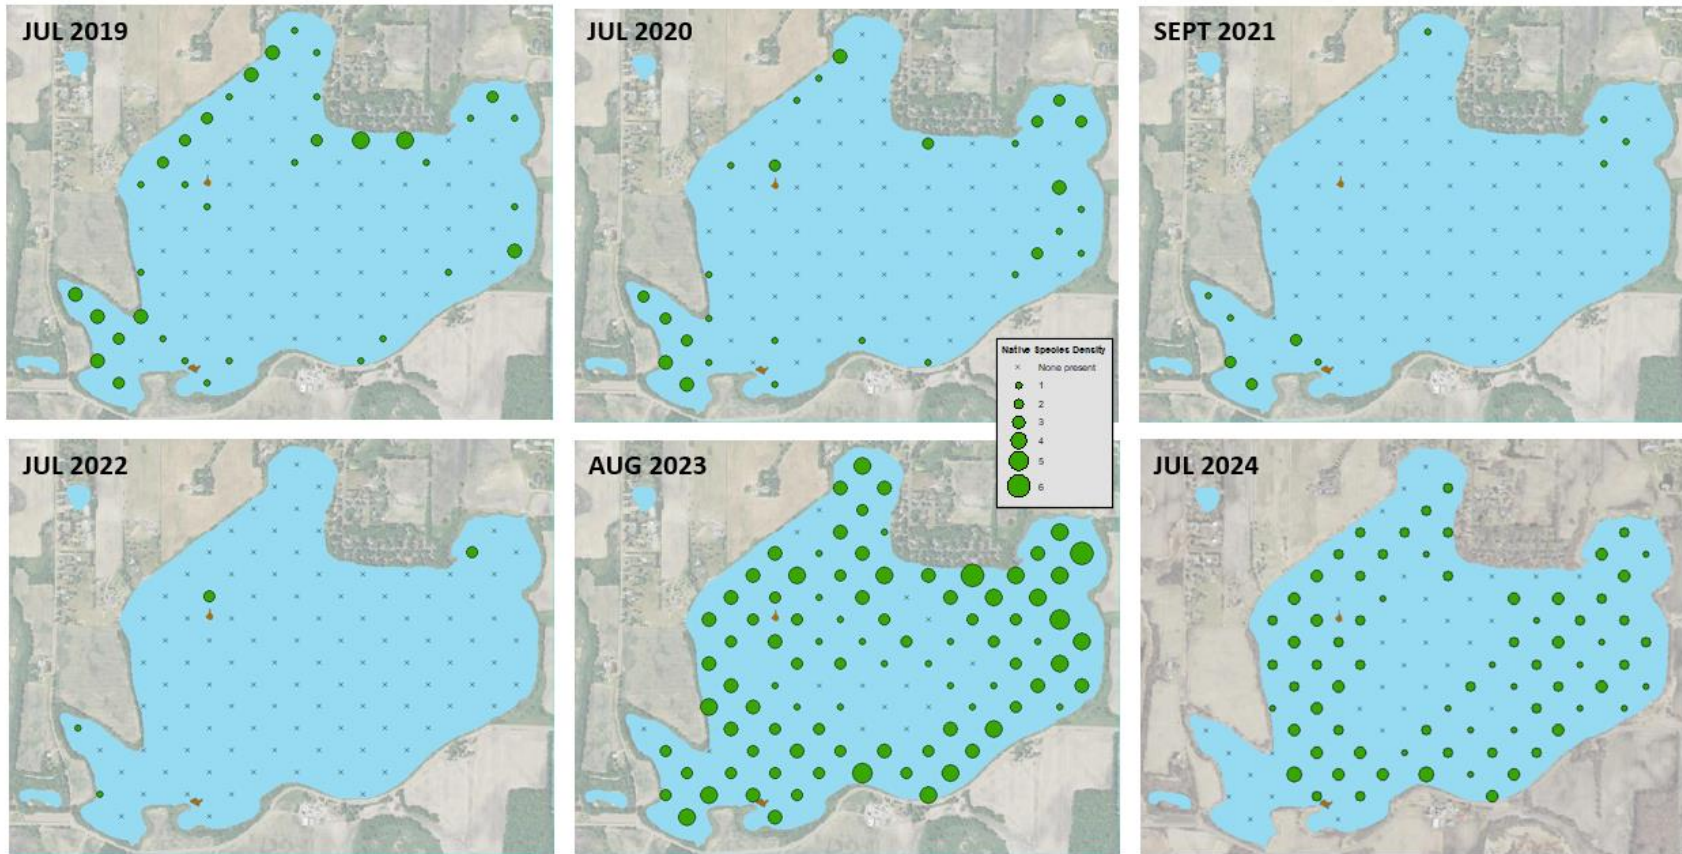 JUL 2019
JUL 2020
SEPT 2021
Native Species Density
None present
1
2
3
4
5
6
JUL 2022
AUG 2023
JUL 2024